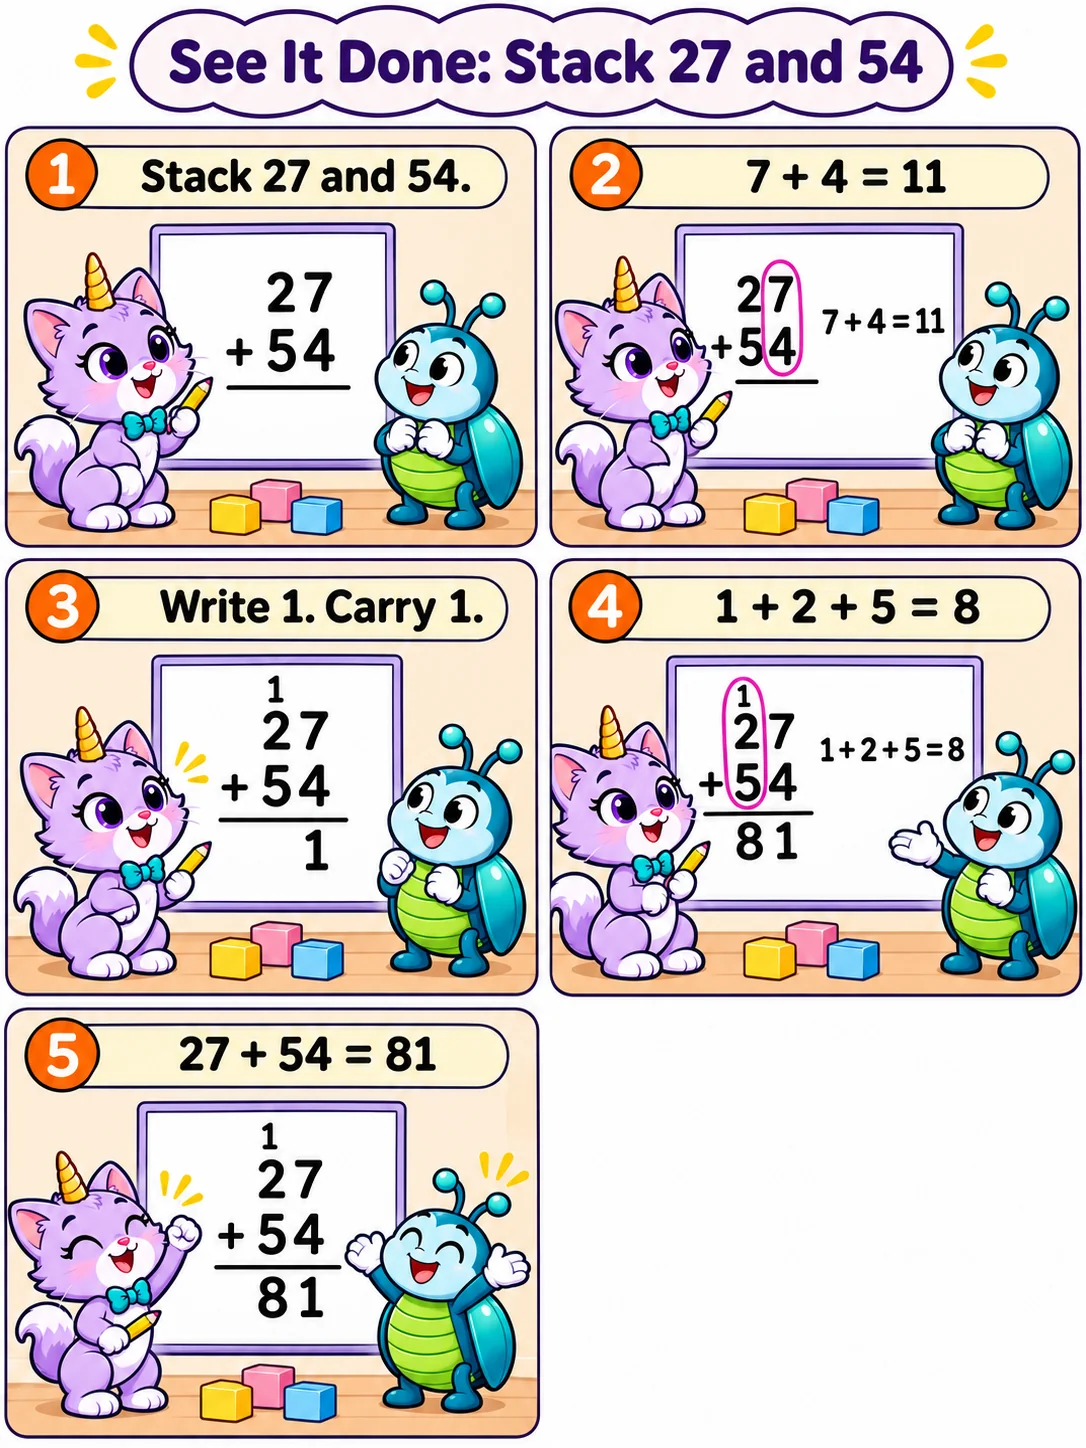 See It Done: Stack 27 and 54
1 Stack 27 and 54.
27
+ 54
2 7 + 4 = 11
27
+ 54
7 + 4 = 11
3 Write 1. Carry 1.
1
27
+ 54
1
4 1 + 2 + 5 = 8
1
27
+ 54
81
1+2+5=8
5 27 + 54 = 81
1
27
+ 54
81